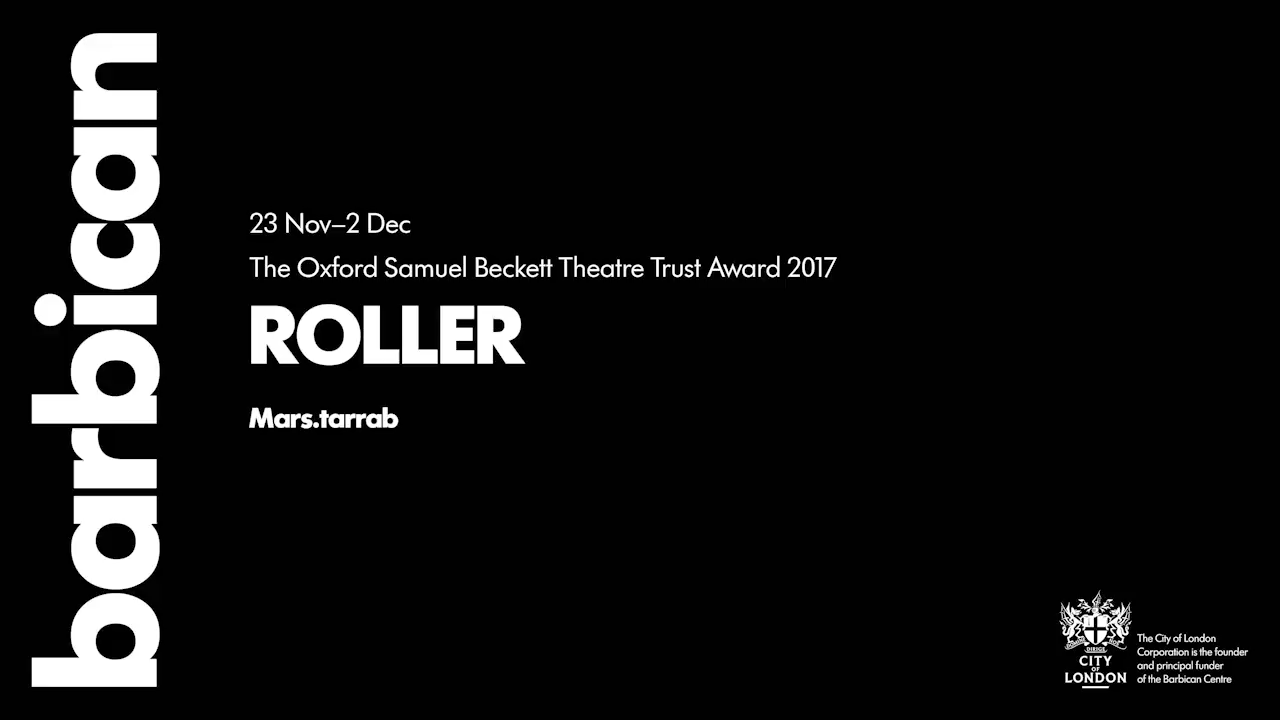 barbican
23 Nov–2 Dec
The Oxford Samuel Beckett Theatre Trust Award 2017
ROLLER
Mars.tarrab
DIRIGE
CITY
OF
LONDON
The City of London
Corporation is the founder
and principal funder
of the Barbican Centre